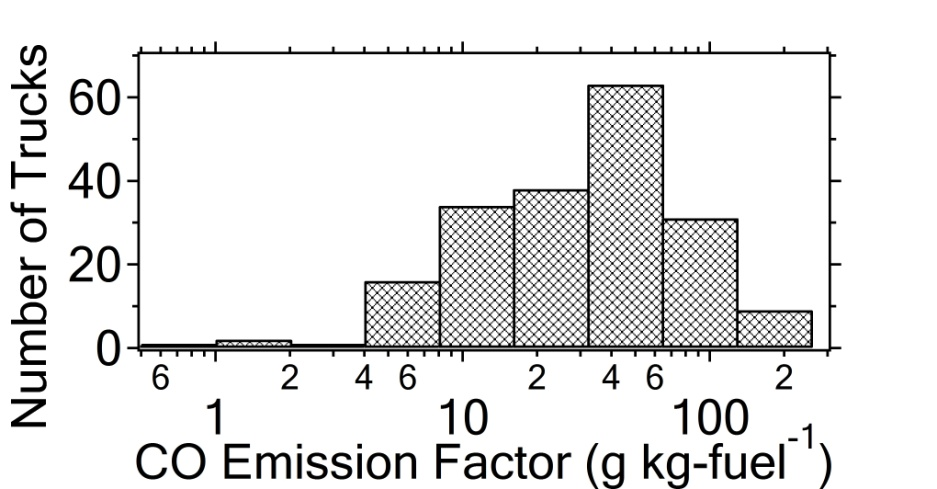 Number of Trucks
60
40
20
0
6 2 4 6 2 4 6 2
1 10 100
CO Emission Factor (g kg-fuel⁻¹)